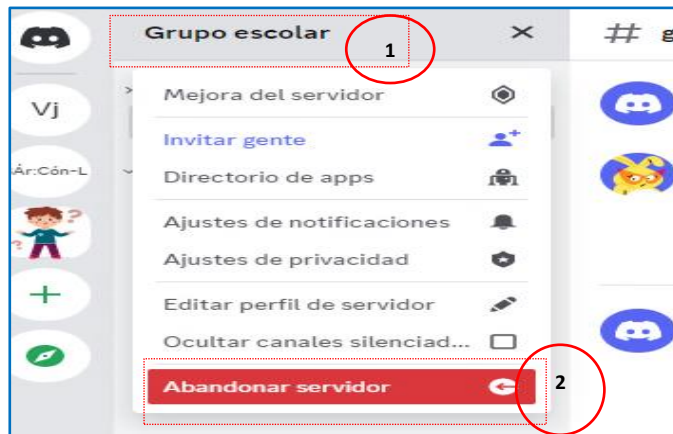 Grupo escolar
1
# g
Mejora del servidor
Vj
Invitar gente
Ár:Cón-L
Directorio de apps
Ajustes de notificaciones
Ajustes de privacidad
Editar perfil de servidor
Ocultar canales silenciad...
Abandonar servidor
2